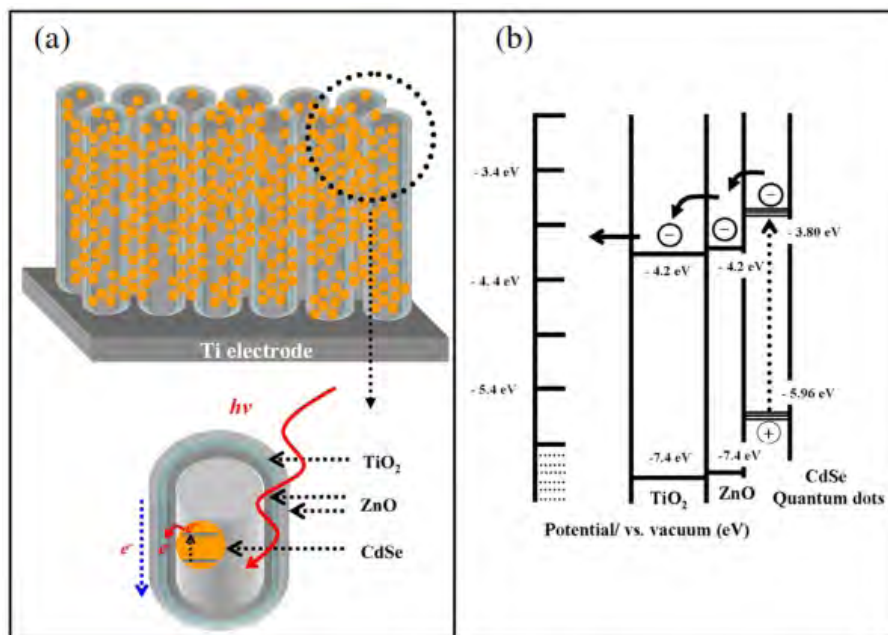 (a)
Ti electrode
hν
TiO2
ZnO
CdSe
e-
e-
e-
(b)
- 3.4 eV
- 4.4 eV
- 5.4 eV
- 3.80 eV
- 4.2 eV
- 4.2 eV
- 5.96 eV
-7.4 eV
-7.4 eV
TiO2
ZnO
CdSe
Quantum dots
Potential/ vs. vacuum (eV)